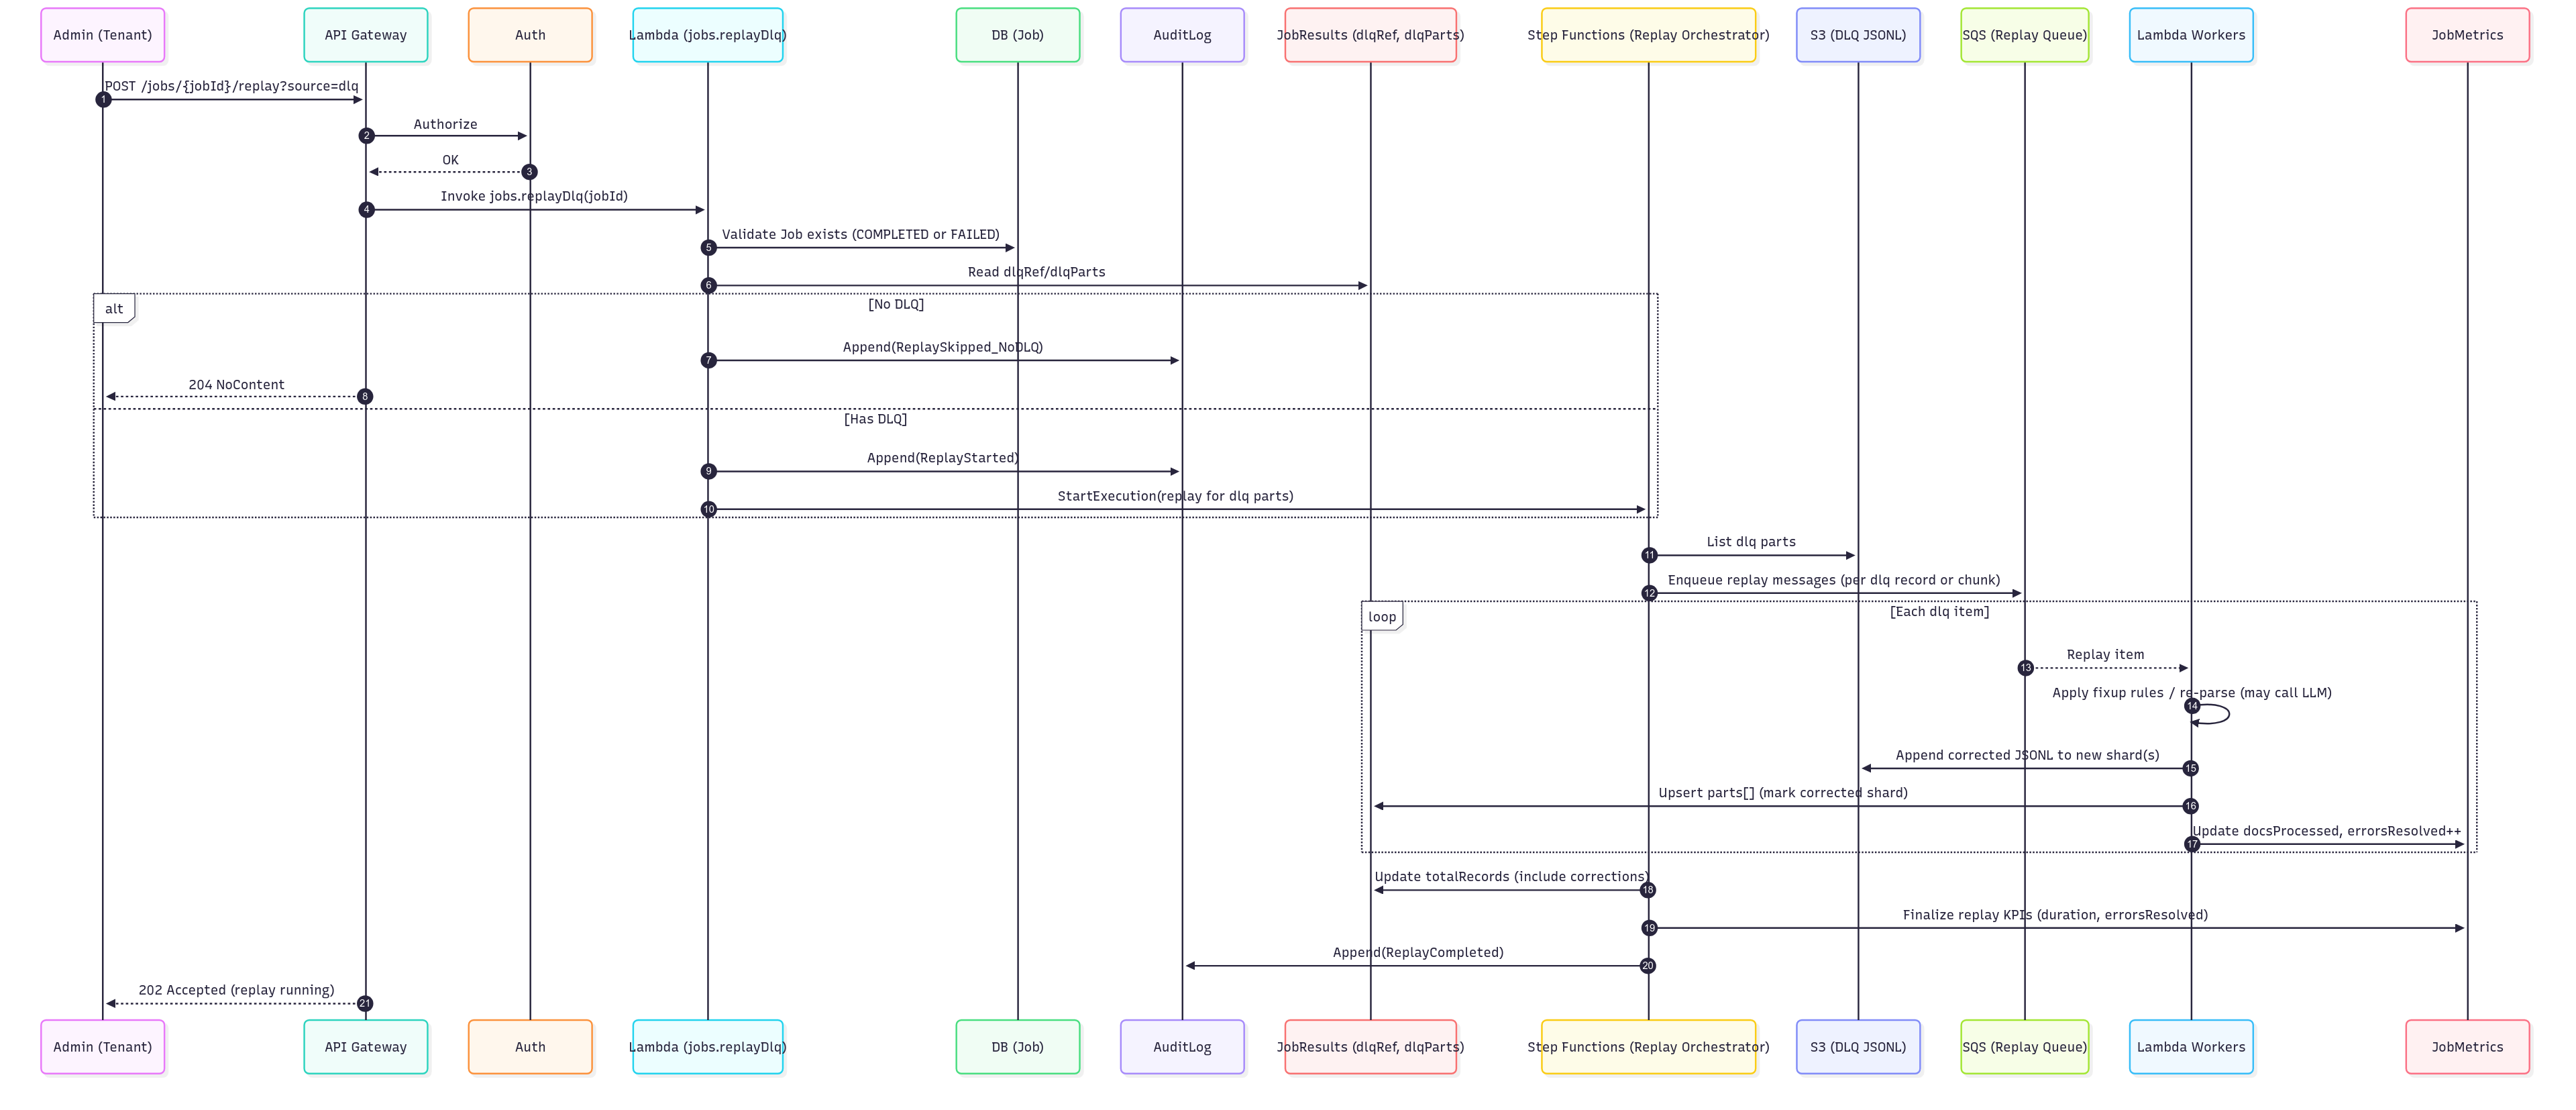 Admin (Tenant)
API Gateway
Auth
Lambda (jobs.replayDlq)
DB (Job)
AuditLog
JobResults (dlqRef, dlqParts)
Step Functions (Replay Orchestrator)
S3 (DLQ JSONL)
SQS (Replay Queue)
Lambda Workers
JobMetrics
POST /jobs/{jobId}/replay?source=dlq
1
Authorize
2
OK
3
Invoke jobs.replayDlq(jobId)
4
Validate Job exists (COMPLETED or FAILED)
5
Read dlqRef/dlqParts
6
alt
[No DLQ]
Append(ReplaySkipped_NoDLQ)
7
204 NoContent
8
[Has DLQ]
Append(ReplayStarted)
9
StartExecution(replay for dlq parts)
10
List dlq parts
11
Enqueue replay messages (per dlq record or chunk)
12
loop
[Each dlq item]
Replay item
13
Apply fixup rules / re-parse (may call LLM)
14
Append corrected JSONL to new shard(s)
15
Upsert parts[] (mark corrected shard)
16
Update docsProcessed, errorsResolved++
17
Update totalRecords (include corrections)
18
Finalize replay KPIs (duration, errorsResolved)
19
Append(ReplayCompleted)
20
202 Accepted (replay running)
21
Admin (Tenant)
API Gateway
Auth
Lambda (jobs.replayDlq)
DB (Job)
AuditLog
JobResults (dlqRef, dlqParts)
Step Functions (Replay Orchestrator)
S3 (DLQ JSONL)
SQS (Replay Queue)
Lambda Workers
JobMetrics